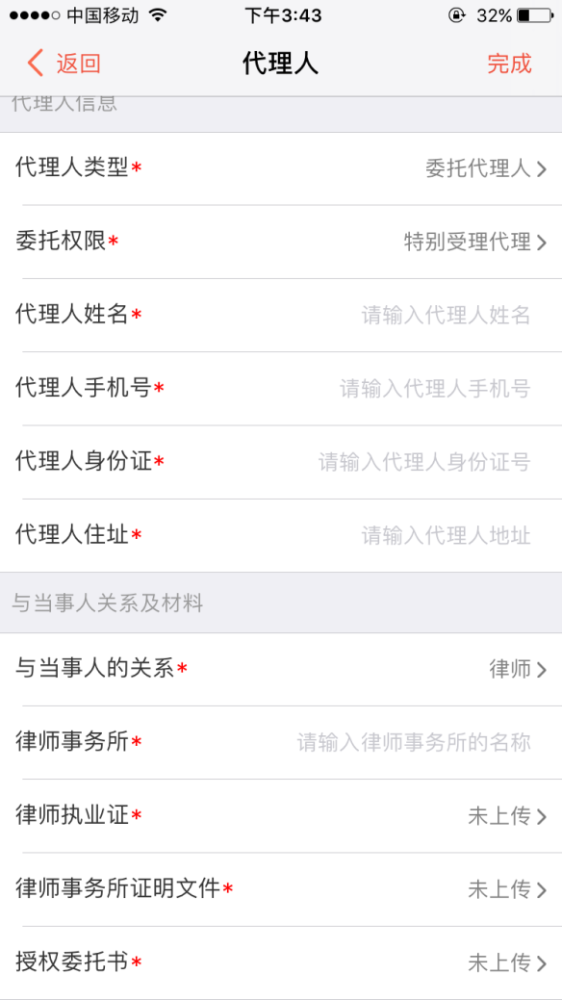 中国移动 下午3:43 32%
返回 代理人 完成
代理人信息
代理人类型* 委托代理人
委托权限* 特别受理代理
代理人姓名* 请输入代理人姓名
代理人手机号* 请输入代理人手机号
代理人身份证* 请输入代理人身份证号
代理人住址* 请输入代理人地址
与当事人关系及材料
与当事人的关系* 律师
律师事务所* 请输入律师事务所的名称
律师执业证* 未上传
律师事务所证明文件* 未上传
授权委托书* 未上传